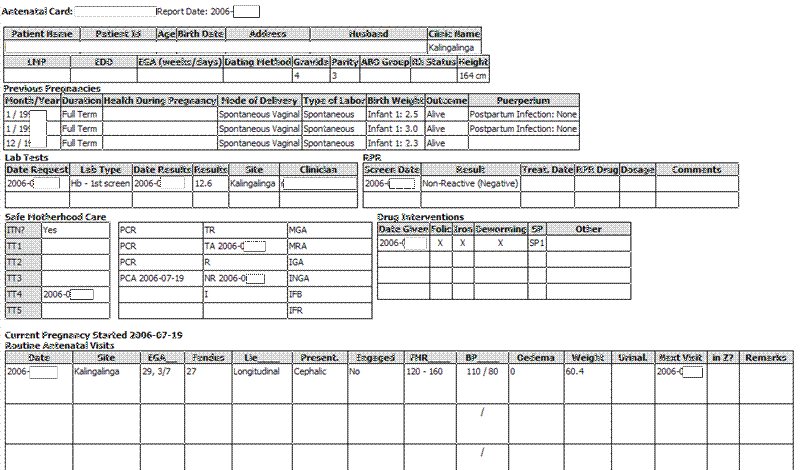 Antenatal Card: Report Date: 2006-
Patient Name Patient Id Age Birth Date Address Husband Clinic Name
Kalingalinga
LMP EDD EGA (weeks/days) Dating Method Gravida Parity ABO Group Rh Status Height
4 3 164 cm
Previous Pregnancies
Month/Year Duration Health During Pregnancy Mode of Delivery Type of Labor Birth Weight Outcome Puerperium
1 / 199 Full Term Spontaneous Vaginal Spontaneous Infant 1: 2.5 Alive Postpartum Infection: None
1 / 199 Full Term Spontaneous Vaginal Spontaneous Infant 1: 3.0 Alive Postpartum Infection: None
12 / 19 Full Term Spontaneous Vaginal Spontaneous Infant 1: 2.3 Alive
Lab Tests RPR
Date Request Lab Type Date Results Results Site Clinician Screen Date Result Treat. Date RPR Drug Dosage Comments
2006-0 Hb - 1st screen 2006-0 12.6 Kalingalinga 2006-0 Non-Reactive (Negative)
Safe Motherhood Care Drug Interventions
ITN? Yes PCR TR MGA Date Given Folic Iron Deworming SP Other
TT1 PCR TA 2006-0 MRA 2006-0 X X X SP1
TT2 PCR R IGA
TT3 PCA 2006-07-19 NR 2006-0 INGA
TT4 2006-0 I IFB
TT5 IFR
Current Pregnancy Started 2006-07-19
Routine Antenatal Visits
Date Site EGA Fundus Lie Present. Engaged FHR BP Oedema Weight Urinal. Next Visit in Z? Remarks
2006- Kalingalinga 29, 3/7 27 Longitudinal Cephalic No 120 - 160 110 / 80 0 60.4 2006-0
/
/